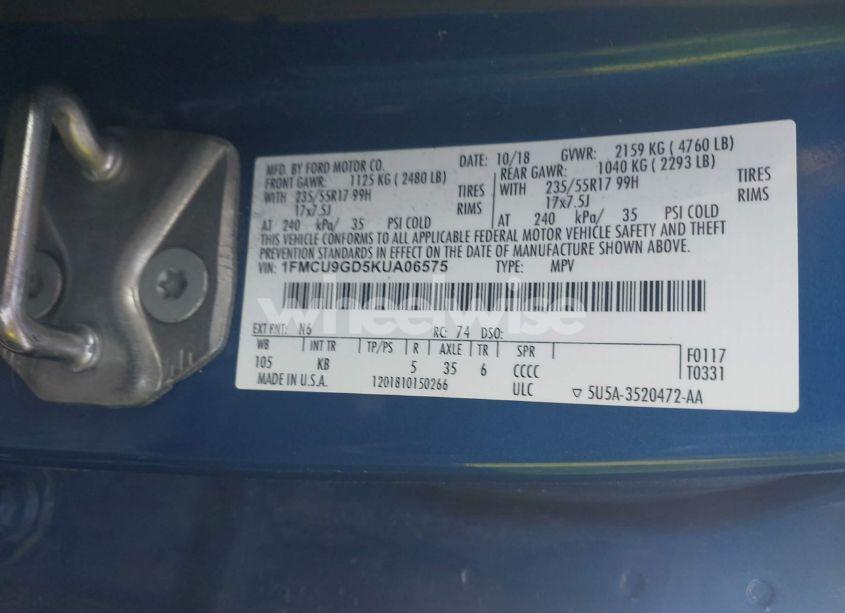 MFD. BY FORD MOTOR CO. DATE: 10/18 GVWR: 2159 KG ( 4760 LB)
FRONT GAWR: 1125 KG ( 2480 LB) REAR GAWR: 1040 KG ( 2293 LB)
WITH 235/55R17 99H TIRES WITH 235/55R17 99H TIRES
17x7.5J RIMS 17x7.5J RIMS
AT 240 kPa/ 35 PSI COLD AT 240 kPa/ 35 PSI COLD
THIS VEHICLE CONFORMS TO ALL APPLICABLE FEDERAL MOTOR VEHICLE SAFETY AND THEFT
PREVENTION STANDARDS IN EFFECT ON THE DATE OF MANUFACTURE SHOWN ABOVE.
VIN: 1FMCU9GD5KUA06575 TYPE: MPV
wheelwise
EXT PNT: N6 RC: 74 DSO:
WB INT TR TP/PS R AXLE TR SPR F0117
105 KB 5 35 6 CCCC T0331
MADE IN U.S.A. 1201810150266 ULC ▽ 5U5A-3520472-AA